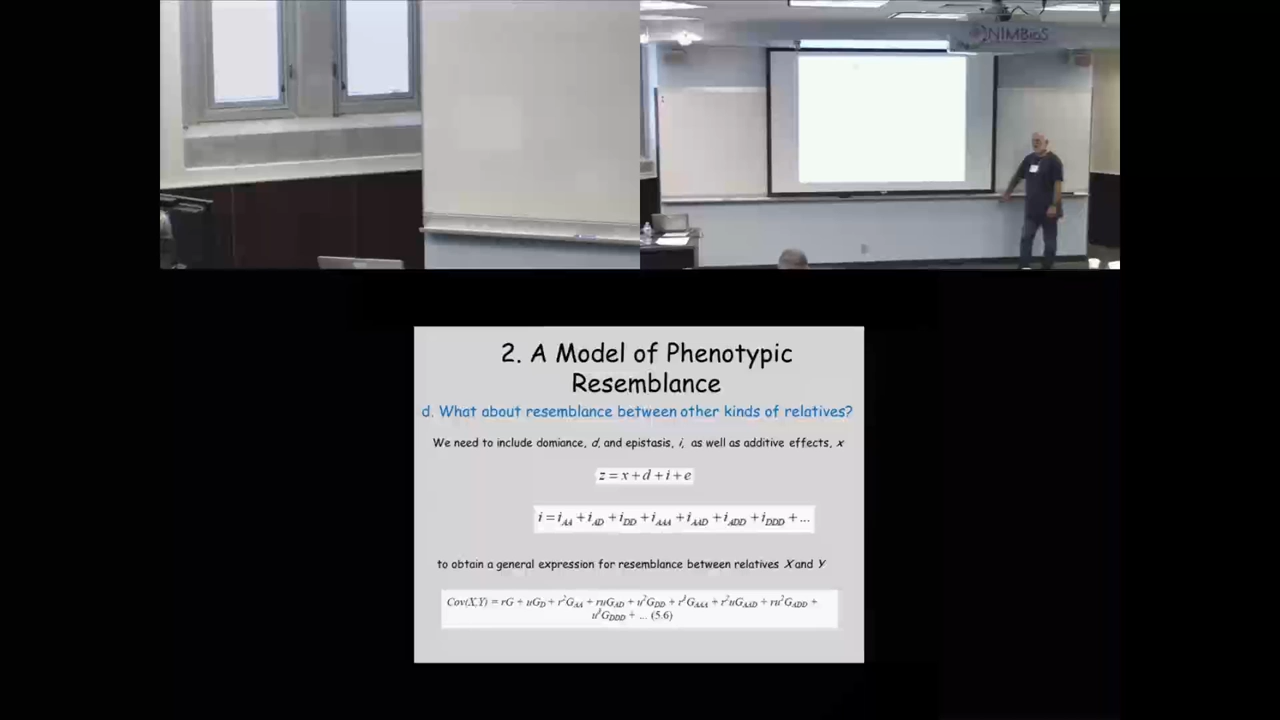 NIMBioS
2. A Model of Phenotypic
Resemblance
d. What about resemblance between other kinds of relatives?
We need to include domiance, d, and epistasis, i, as well as additive effects, x
z = x + d + i + e
i = i_AA + i_AD + i_DD + i_AAA + i_AAD + i_ADD + i_DDD + ...
to obtain a general expression for resemblance between relatives X and Y
Cov(X,Y) = rG + uG_D + r²G_AA + ruG_AD + u²G_DD + r³G_AAA + r²uG_AAD + ru²G_ADD +
u³G_DDD + ... (5.6)